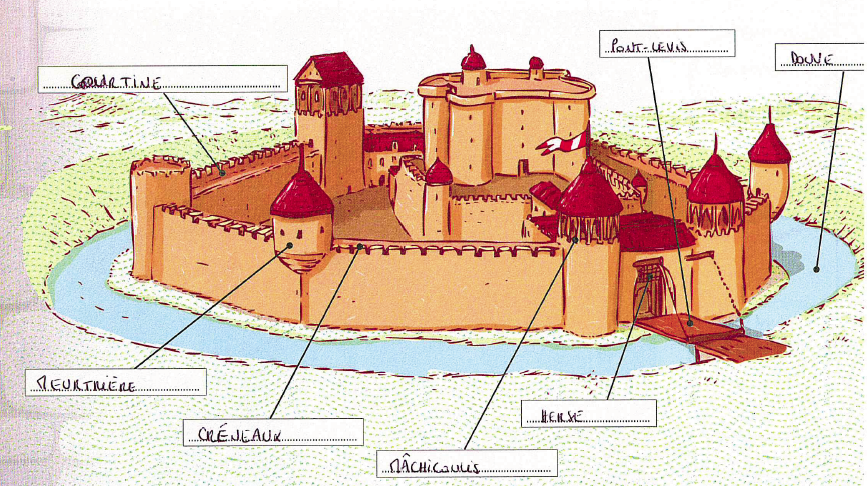 PONT-LEVIS
DOUVE
COURTINE
MEURTRIÈRE
CRÉNEAUX
HERSE
MÂCHICOULIS